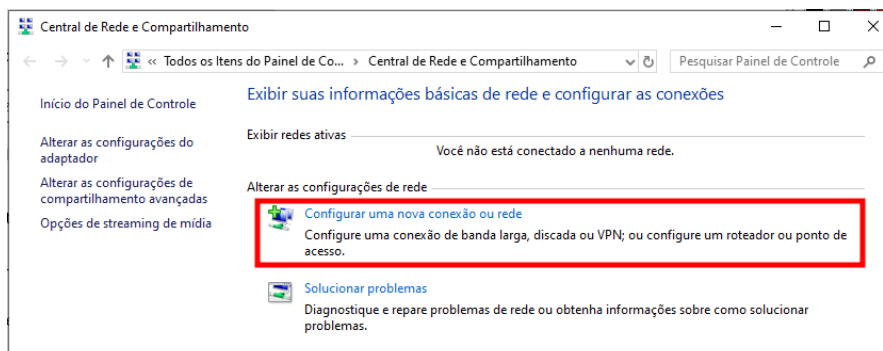 Central de Rede e Compartilhamento
« Todos os Itens do Painel de Co... > Central de Rede e Compartilhamento
Pesquisar Painel de Controle
Início do Painel de Controle
Alterar as configurações do
adaptador
Alterar as configurações de
compartilhamento avançadas
Opções de streaming de mídia
Exibir suas informações básicas de rede e configurar as conexões
Exibir redes ativas
Você não está conectado a nenhuma rede.
Alterar as configurações de rede
Configurar uma nova conexão ou rede
Configure uma conexão de banda larga, discada ou VPN; ou configure um roteador ou ponto de
acesso.
Solucionar problemas
Diagnostique e repare problemas de rede ou obtenha informações sobre como solucionar
problemas.